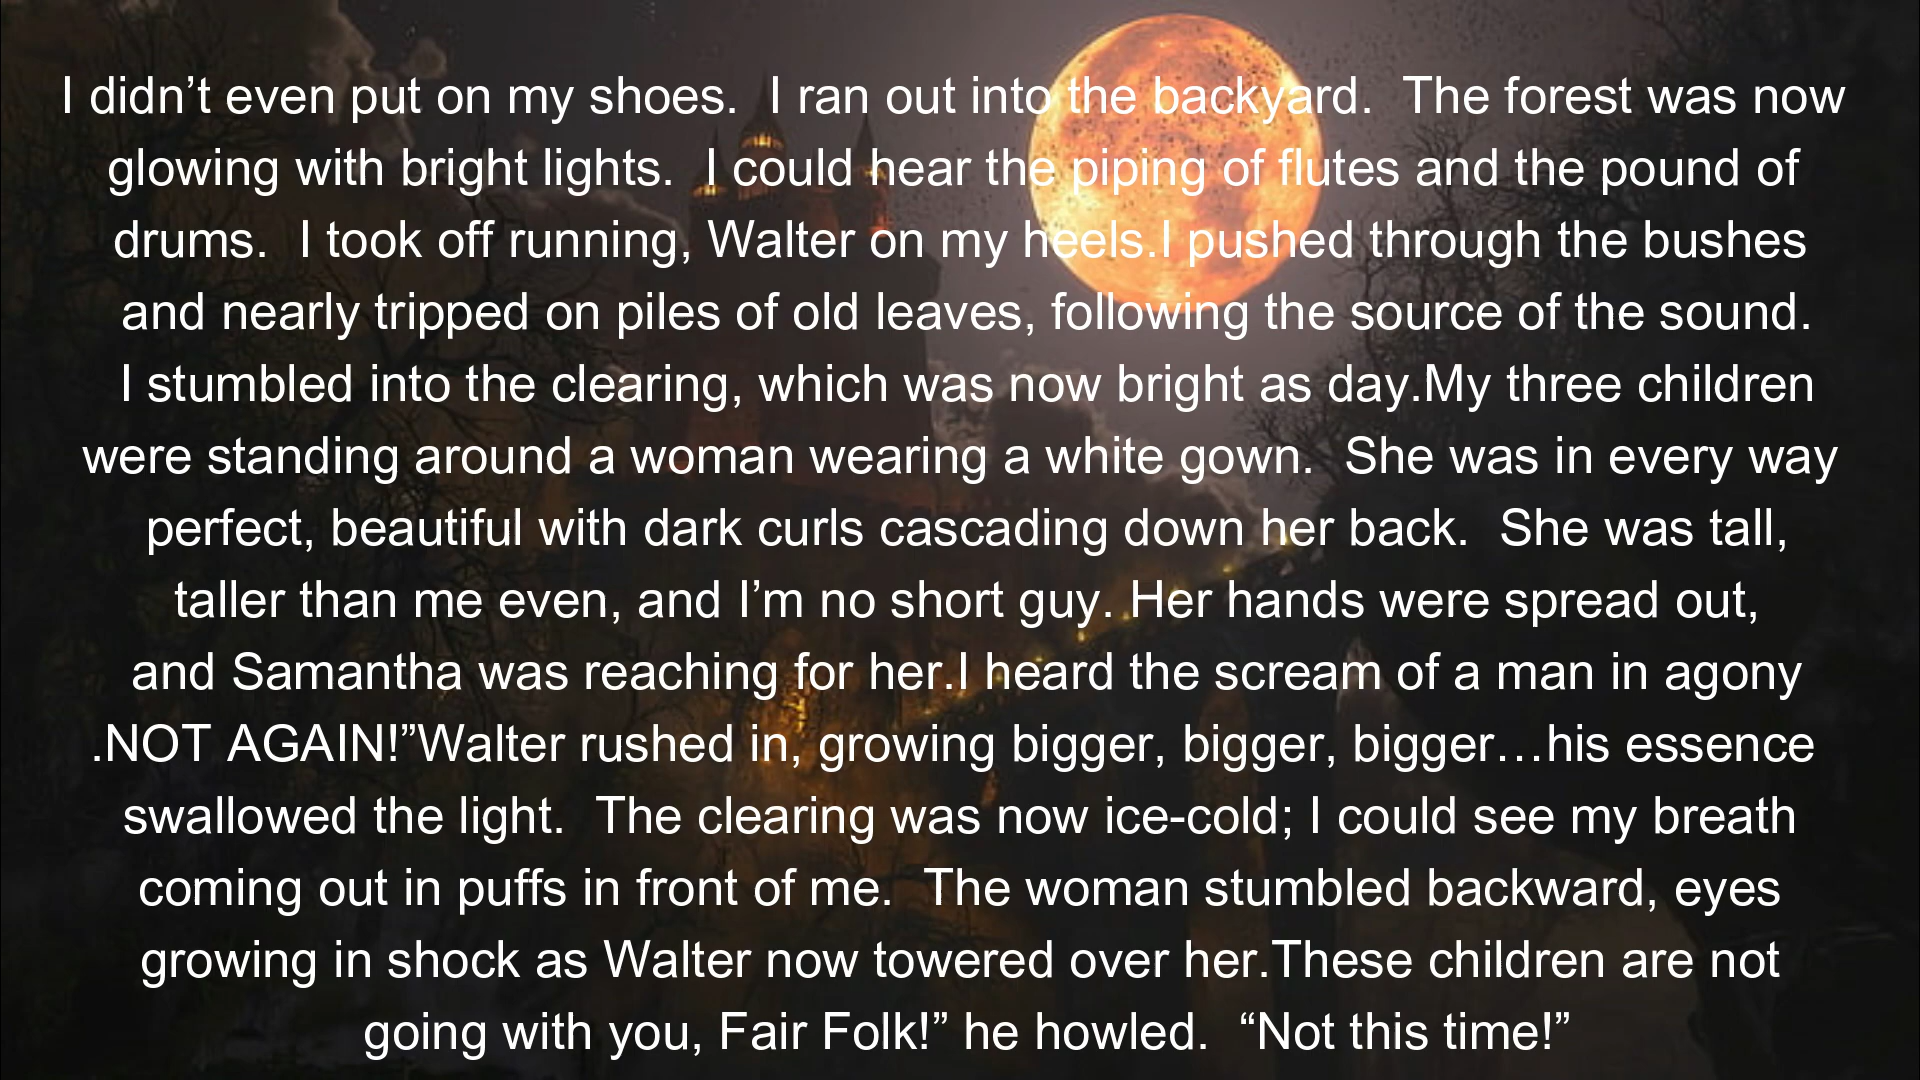 I didn’t even put on my shoes.  I ran out into the backyard.  The forest was now
glowing with bright lights.  I could hear the piping of flutes and the pound of
drums.  I took off running, Walter on my heels.I pushed through the bushes
and nearly tripped on piles of old leaves, following the source of the sound.
I stumbled into the clearing, which was now bright as day.My three children
were standing around a woman wearing a white gown.  She was in every way
perfect, beautiful with dark curls cascading down her back.  She was tall,
taller than me even, and I’m no short guy. Her hands were spread out,
and Samantha was reaching for her.I heard the scream of a man in agony
.NOT AGAIN!”Walter rushed in, growing bigger, bigger, bigger…his essence
swallowed the light.  The clearing was now ice-cold; I could see my breath
coming out in puffs in front of me.  The woman stumbled backward, eyes
growing in shock as Walter now towered over her.These children are not
going with you, Fair Folk!” he howled.  “Not this time!”